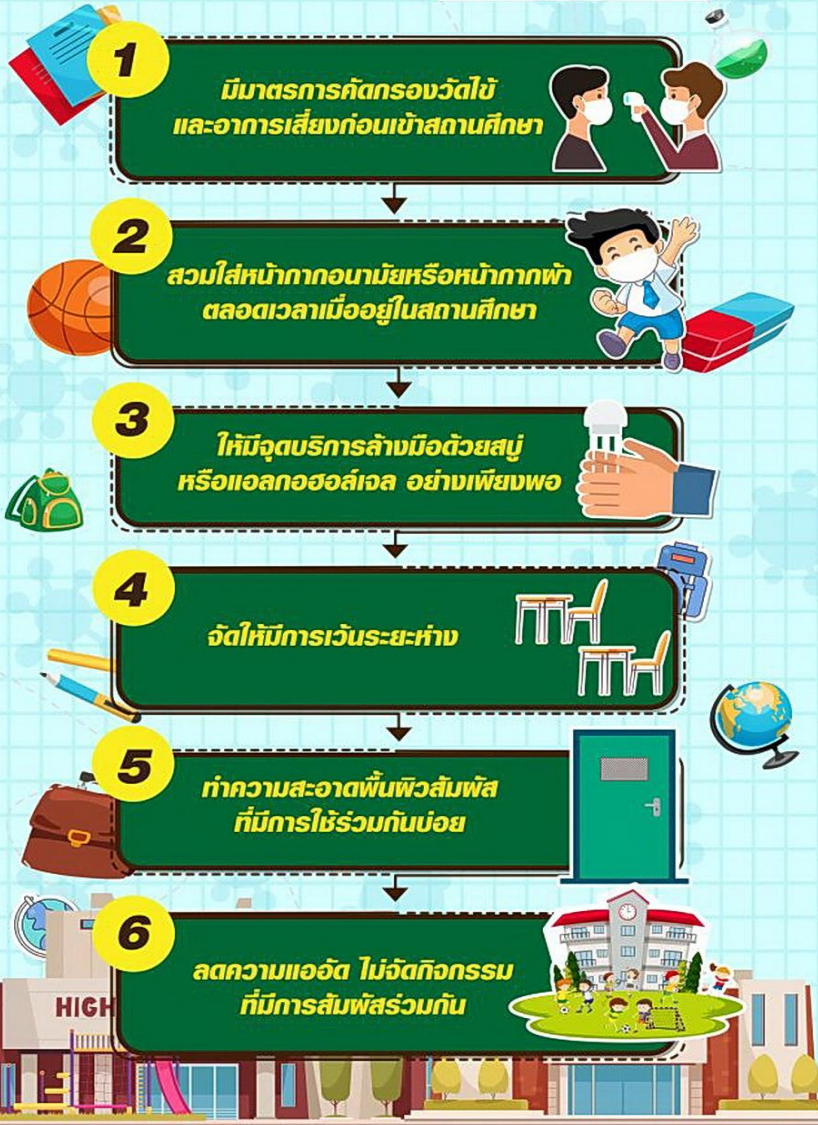 1
มีมาตรการคัดกรองวัดไข้
และอาการเสี่ยงก่อนเข้าสถานศึกษา
2
สวมใส่หน้ากากอนามัยหรือหน้ากากผ้า
ตลอดเวลาเมื่ออยู่ในสถานศึกษา
3
ให้มีจุดบริการล้างมือด้วยสบู่
หรือแอลกอฮอล์เจล อย่างเพียงพอ
4
จัดให้มีการเว้นระยะห่าง
5
ทำความสะอาดพื้นผิวสัมผัส
ที่มีการใช้ร่วมกันบ่อย
6
ลดความแออัด ไม่จัดกิจกรรม
ที่มีการสัมผัสร่วมกัน
HIGH